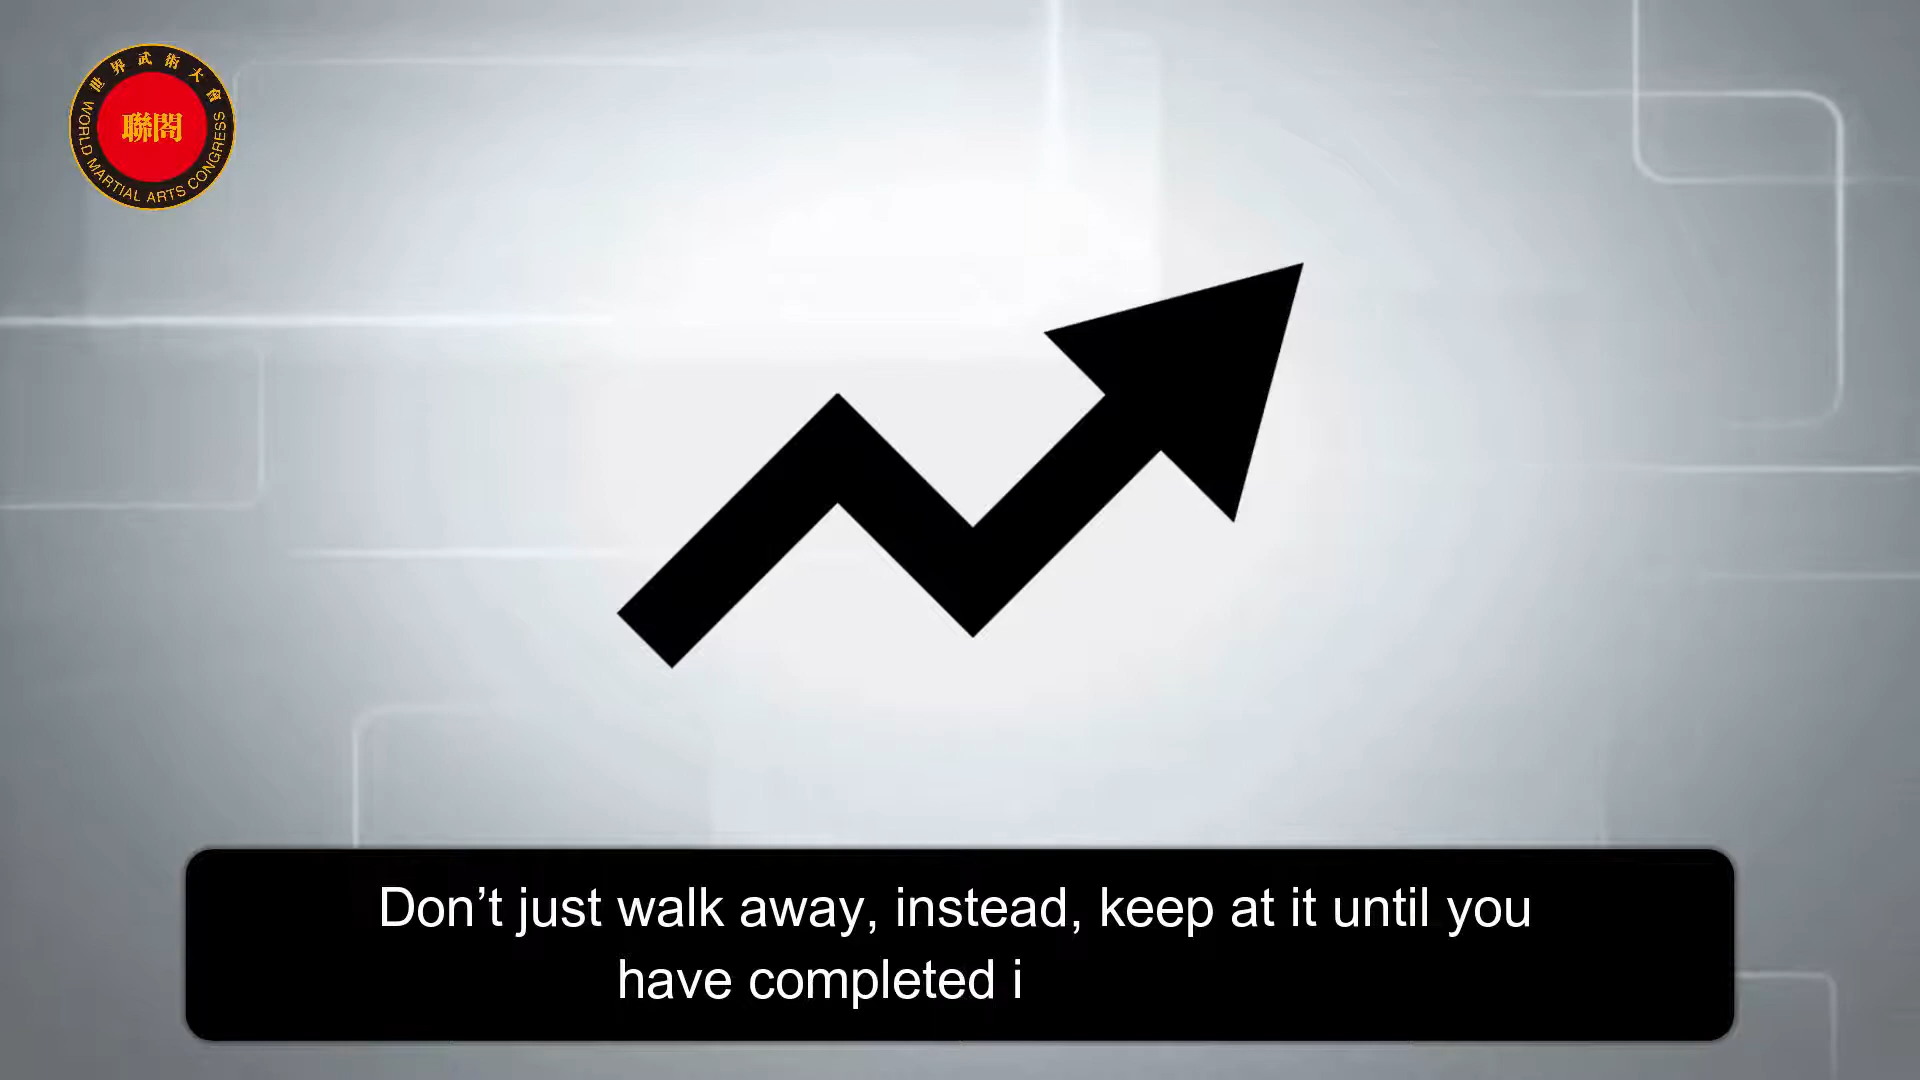 世界武術大會
聯閣
WORLD MARTIAL ARTS CONGRESS
Don’t just walk away, instead, keep at it until you
have completed i